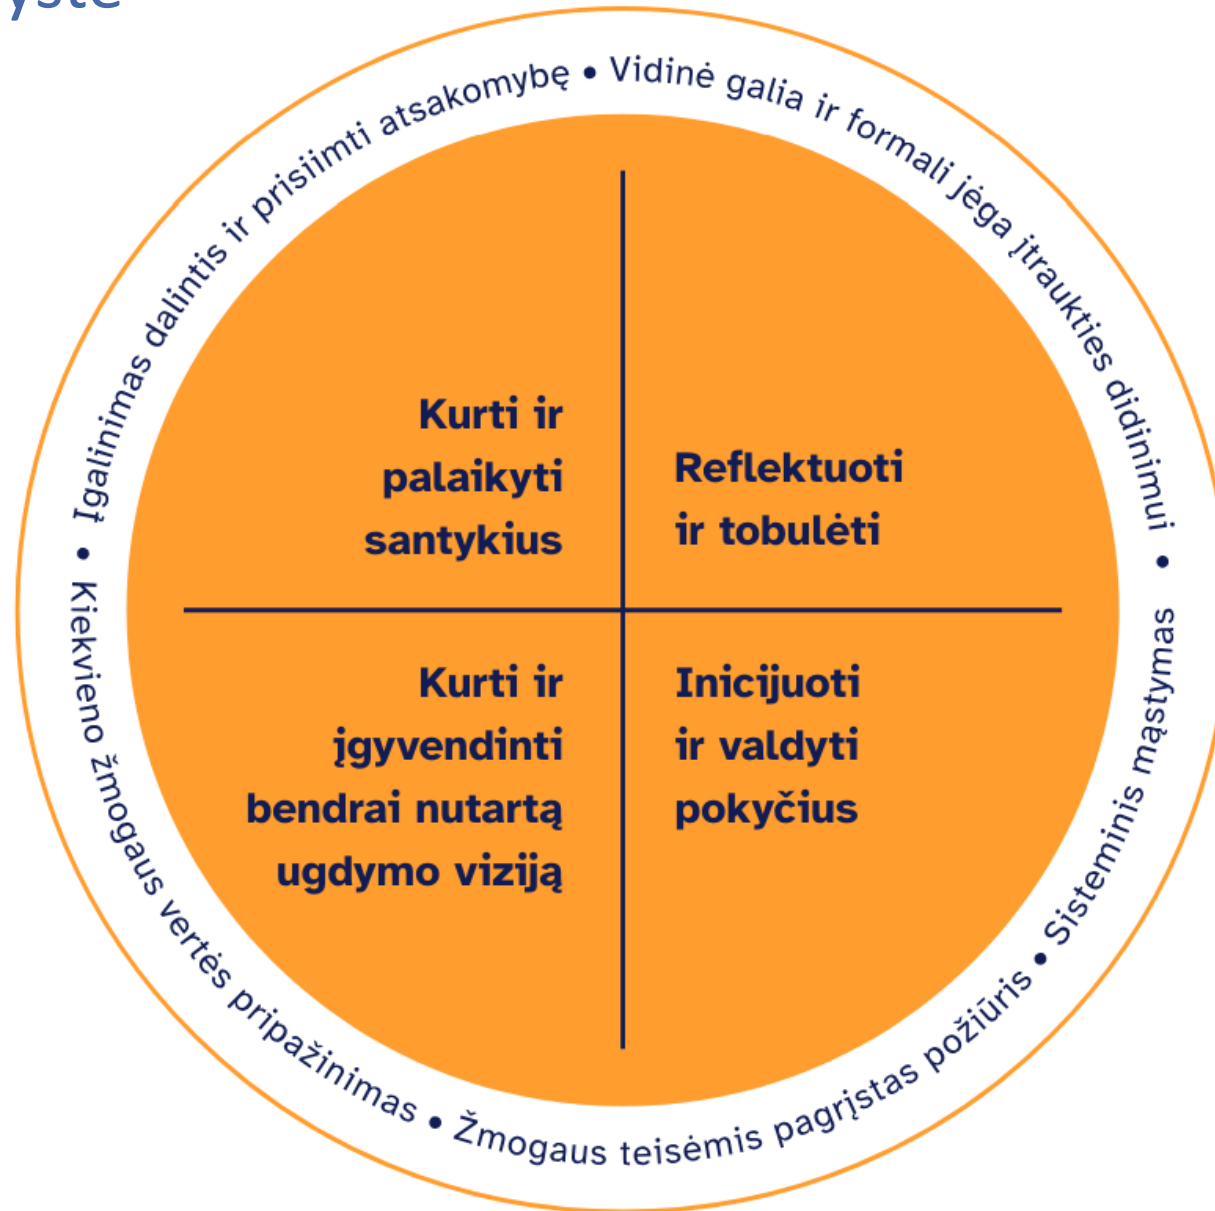 Įgalinimas dalintis ir prisiimti atsakomybę • Vidinė galia ir formali jėga įtraukties didinimui •
Sisteminis mąstymas •
Žmogaus teisėmis pagrįstas požiūris •
Kiekvieno žmogaus vertės pripažinimas •
Kurti ir
palaikyti
santykius
Reflektuoti
ir tobulėti
Kurti ir
įgyvendinti
bendrai nutartą
ugdymo viziją
Inicijuoti
ir valdyti
pokyčius